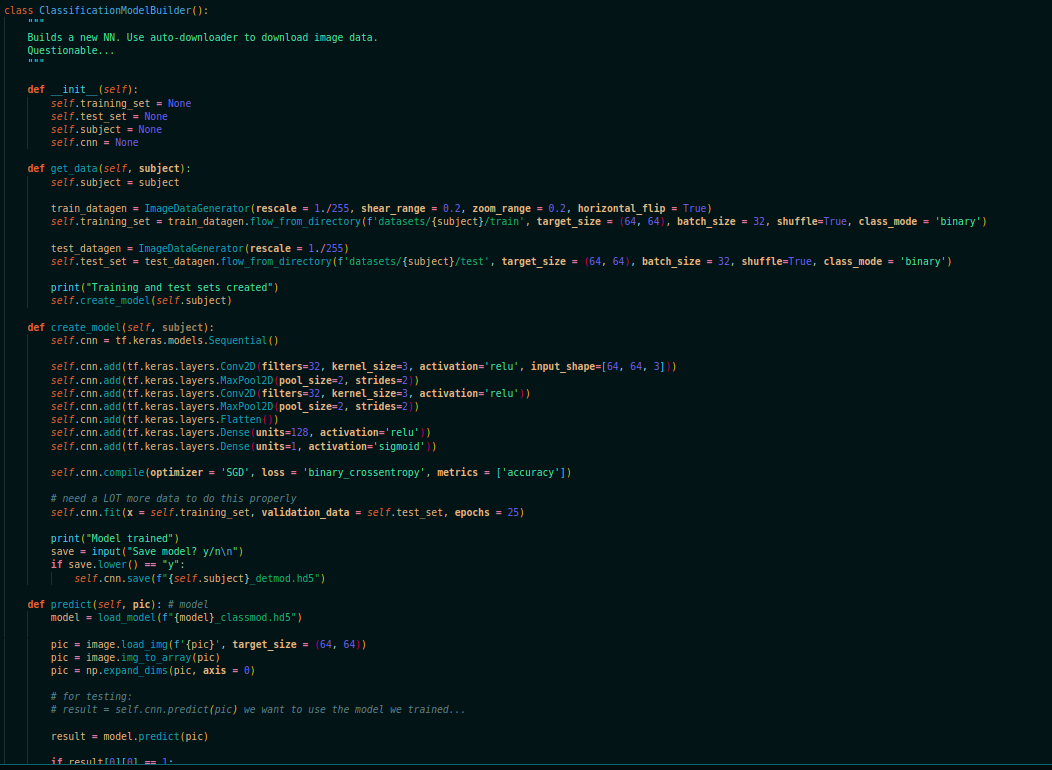 class ClassificationModelBuilder():
    """
    Builds a new NN. Use auto-downloader to download image data.
    Questionable...
    """
    def __init__(self):
        self.training_set = None
        self.test_set = None
        self.subject = None
        self.cnn = None
    def get_data(self, subject):
        self.subject = subject
        train_datagen = ImageDataGenerator(rescale = 1./255, shear_range = 0.2, zoom_range = 0.2, horizontal_flip = True)
        self.training_set = train_datagen.flow_from_directory(f'datasets/{subject}/train', target_size = (64, 64), batch_size = 32, shuffle=True, class_mode = 'binary')
        test_datagen = ImageDataGenerator(rescale = 1./255)
        self.test_set = test_datagen.flow_from_directory(f'datasets/{subject}/test', target_size = (64, 64), batch_size = 32, shuffle=True, class_mode = 'binary')
        print("Training and test sets created")
        self.create_model(self.subject)
    def create_model(self, subject):
        self.cnn = tf.keras.models.Sequential()
        self.cnn.add(tf.keras.layers.Conv2D(filters=32, kernel_size=3, activation='relu', input_shape=[64, 64, 3]))
        self.cnn.add(tf.keras.layers.MaxPool2D(pool_size=2, strides=2))
        self.cnn.add(tf.keras.layers.Conv2D(filters=32, kernel_size=3, activation='relu'))
        self.cnn.add(tf.keras.layers.MaxPool2D(pool_size=2, strides=2))
        self.cnn.add(tf.keras.layers.Flatten())
        self.cnn.add(tf.keras.layers.Dense(units=128, activation='relu'))
        self.cnn.add(tf.keras.layers.Dense(units=1, activation='sigmoid'))
        self.cnn.compile(optimizer = 'SGD', loss = 'binary_crossentropy', metrics = ['accuracy'])
        # need a LOT more data to do this properly
        self.cnn.fit(x = self.training_set, validation_data = self.test_set, epochs = 25)
        print("Model trained")
        save = input("Save model? y/n\n")
        if save.lower() == "y":
            self.cnn.save(f"{self.subject}_detmod.hd5")
    def predict(self, pic): # model
        model = load_model(f"{model}_classmod.hd5")
        pic = image.load_img(f'{pic}', target_size = (64, 64))
        pic = image.img_to_array(pic)
        pic = np.expand_dims(pic, axis = 0)
        # for testing:
        # result = self.cnn.predict(pic) we want to use the model we trained...
        result = model.predict(pic)
        if result[0][0] == 1: